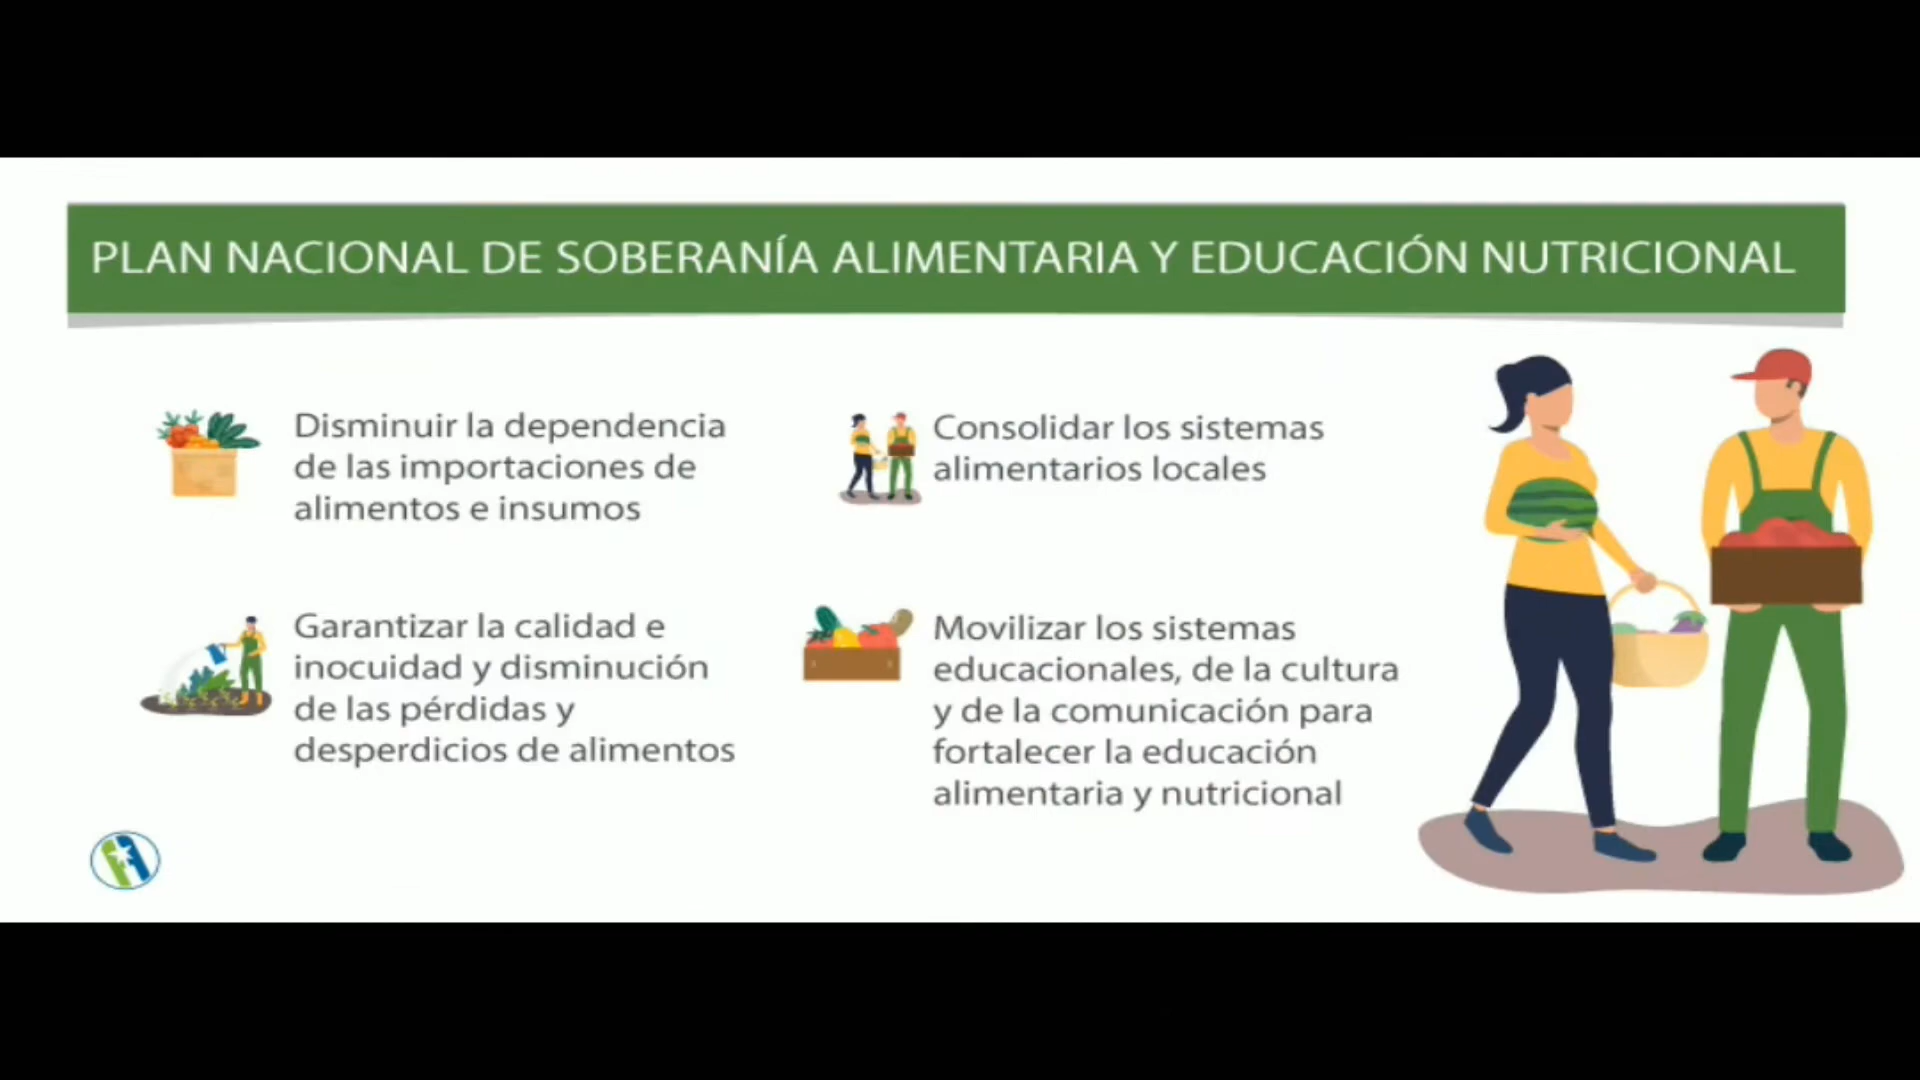 PLAN NACIONAL DE SOBERANÍA ALIMENTARIA Y EDUCACIÓN NUTRICIONAL
Disminuir la dependencia
de las importaciones de
alimentos e insumos
Consolidar los sistemas
alimentarios locales
Garantizar la calidad e
inocuidad y disminución
de las pérdidas y
desperdicios de alimentos
Movilizar los sistemas
educacionales, de la cultura
y de la comunicación para
fortalecer la educación
alimentaria y nutricional